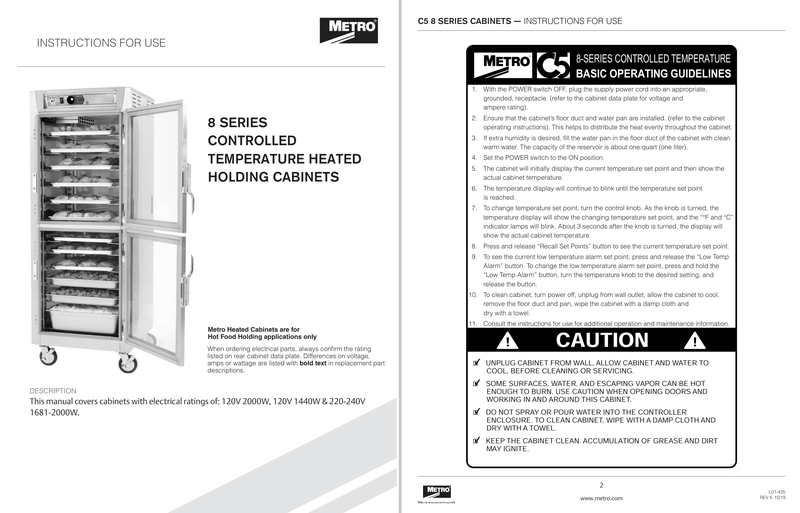 INSTRUCTIONS FOR USE
METRO
8 SERIES
CONTROLLED
TEMPERATURE HEATED
HOLDING CABINETS
Metro Heated Cabinets are for
Hot Food Holding applications only
When ordering electrical parts, always confirm the rating
listed on rear cabinet data plate. Differences on voltage,
amps or wattage are listed with bold text in replacement part
descriptions.
DESCRIPTION
This manual covers cabinets with electrical ratings of: 120V 2000W, 120V 1440W & 220-240V
1681-2000W.
C5 8 SERIES CABINETS — INSTRUCTIONS FOR USE
METRO C5 8-SERIES CONTROLLED TEMPERATURE
BASIC OPERATING GUIDELINES
1. With the POWER switch OFF, plug the supply power cord into an appropriate,
grounded, receptacle. (refer to the cabinet data plate for voltage and
ampere rating).
2. Ensure that the cabinet's floor duct and water pan are installed. (refer to the cabinet
operating instructions). This helps to distribute the heat evenly throughout the cabinet.
3. If extra humidity is desired, fill the water pan in the floor duct of the cabinet with clean
warm water. The capacity of the reservoir is about one quart (one liter).
4. Set the POWER switch to the ON position.
5. The cabinet will initially display the current temperature set point and then show the
actual cabinet temperature.
6. The temperature display will continue to blink until the temperature set point
is reached.
7. To change temperature set point, turn the control knob. As the knob is turned, the
temperature display will show the changing temperature set point, and the "°F and °C"
indicator lamps will blink. About 3 seconds after the knob is turned, the display will
show the actual cabinet temperature.
8. Press and release "Recall Set Points" button to see the current temperature set point.
9. To see the current low temperature alarm set point, press and release the "Low Temp
Alarm" button. To change the low temperature alarm set point, press and hold the
"Low Temp Alarm" button, turn the temperature knob to the desired setting, and
release the button.
10. To clean cabinet, turn power off, unplug from wall outlet, allow the cabinet to cool,
remove the floor duct and pan, wipe the cabinet with a damp cloth and
dry with a towel.
11. Consult the instructions for use for additional operation and maintenance information.
CAUTION
UNPLUG CABINET FROM WALL, ALLOW CABINET AND WATER TO
COOL, BEFORE CLEANING OR SERVICING.
SOME SURFACES, WATER, AND ESCAPING VAPOR CAN BE HOT
ENOUGH TO BURN. USE CAUTION WHEN OPENING DOORS AND
WORKING IN AND AROUND THIS CABINET.
DO NOT SPRAY OR POUR WATER INTO THE CONTROLLER
ENCLOSURE. TO CLEAN CABINET, WIPE WITH A DAMP CLOTH AND
DRY WITH A TOWEL.
KEEP THE CABINET CLEAN. ACCUMULATION OF GREASE AND DIRT
MAY IGNITE.
METRO
2
www.metro.com
L01-425
REV K 10/19